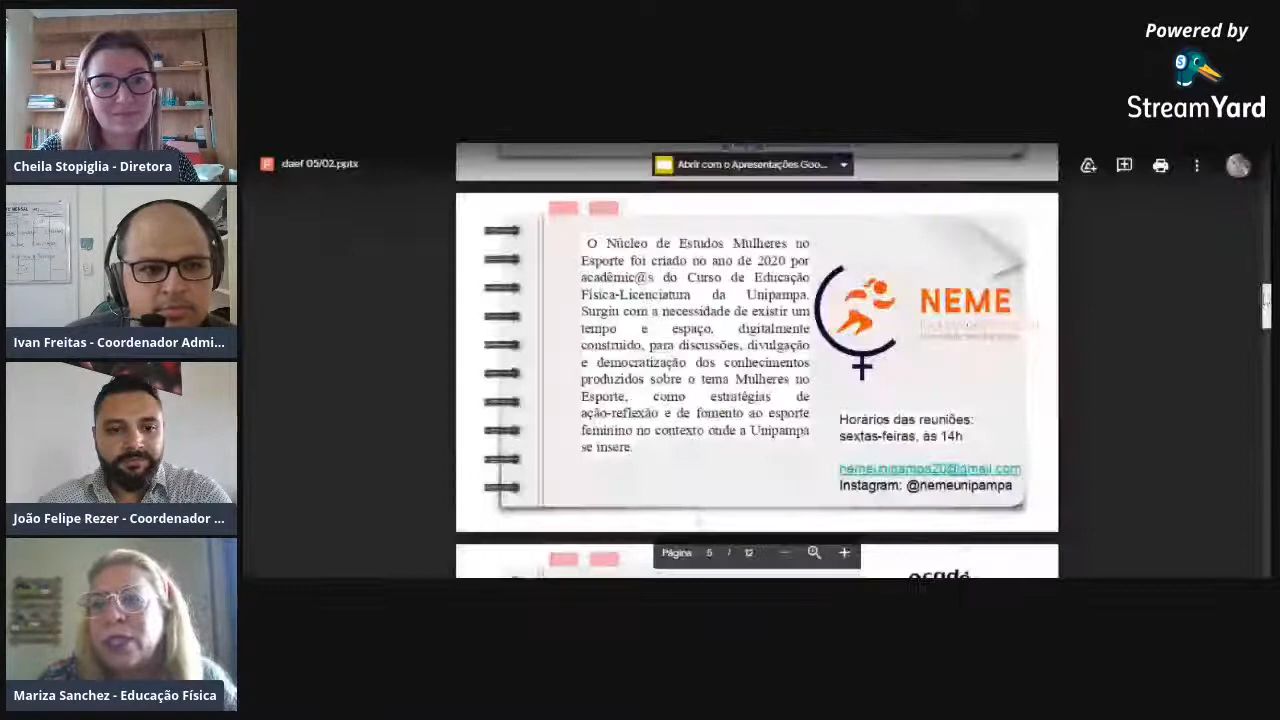 Powered by
StreamYard
Cheila Stopiglia - Diretora
Ivan Freitas - Coordenador Admi...
João Felipe Rezer - Coordenador ...
Mariza Sanchez - Educação Física
daef 05/02.pptx
Abrir com o Apresentações Goo...
O Núcleo de Estudos Mulheres no
Esporte foi criado no ano de 2020 por
acadêmic@s do Curso de Educação
Física-Licenciatura da Unipampa.
Surgiu com a necessidade de existir um
tempo e espaço, digitalmente
construído, para discussões, divulgação
e democratização dos conhecimentos
produzidos sobre o tema Mulheres no
Esporte, como estratégias de
ação-reflexão e de fomento ao esporte
feminino no contexto onde a Unipampa
se insere.
NEME
Horários das reuniões:
sextas-feiras, às 14h
nemeunipampa20@gmail.com
Instagram: @nemeunipampa
Página 5 / 12